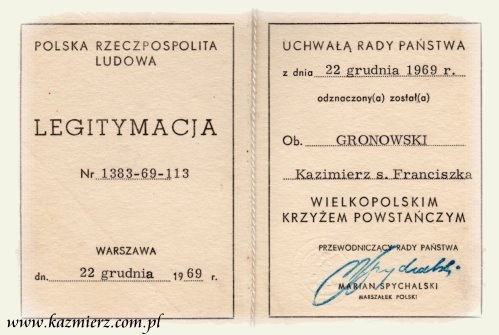 POLSKA RZECZPOSPOLITA
LUDOWA
LEGITYMACJA
Nr 1383-69-113
WARSZAWA
dn. 22 grudnia 1969 r.
UCHWAŁĄ RADY PAŃSTWA
z dnia 22 grudnia 1969 r.
odznaczony(a) został(a)
Ob. GRONOWSKI
Kazimierz s. Franciszka
WIELKOPOLSKIM
KRZYŻEM POWSTAŃCZYM
PRZEWODNICZĄCY RADY PAŃSTWA
MARIAN SPYCHALSKI
MARSZAŁEK POLSKI
www.kazmierz.com.pl